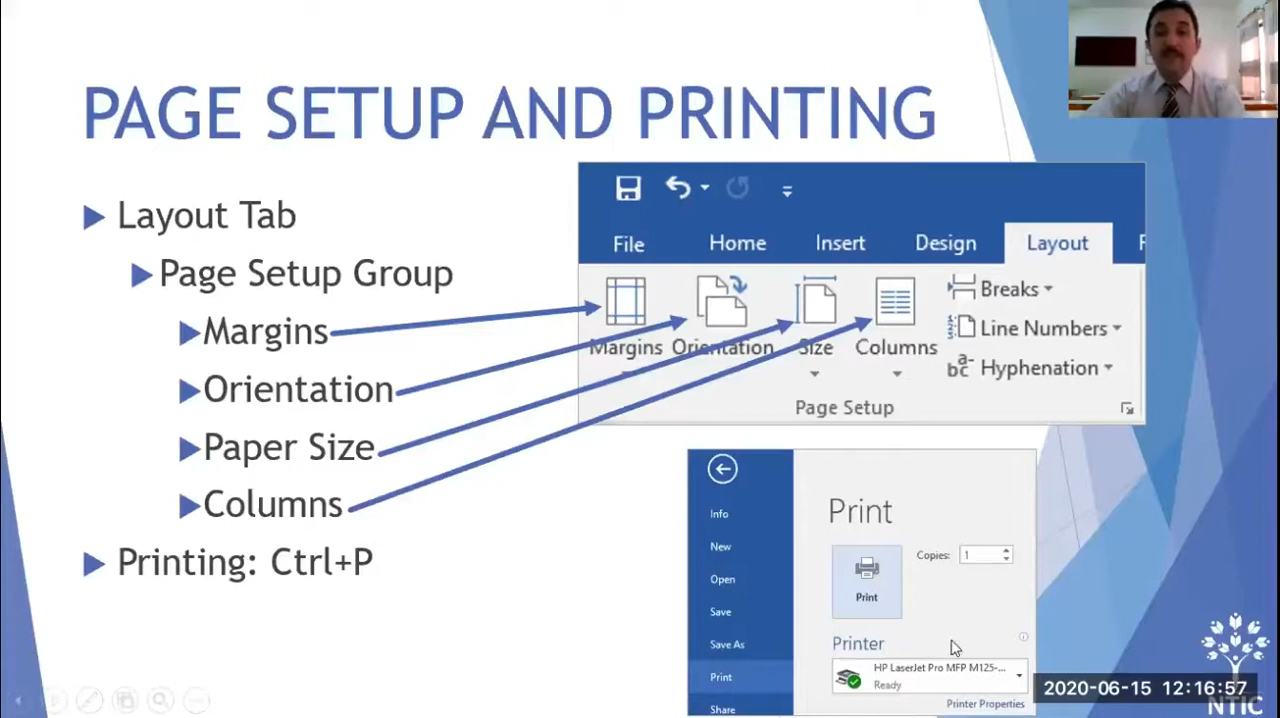 PAGE SETUP AND PRINTING
Layout Tab
Page Setup Group
Margins
Orientation
Paper Size
Columns
Printing: Ctrl+P
File Home Insert Design Layout
Margins Orientation Size Columns
Breaks
Line Numbers
Hyphenation
Page Setup
Info
New
Open
Save
Save As
Print
Share
Print
Print
Copies: 1
Printer
HP LaserJet Pro MFP M125-...
Ready
Printer Properties
2020-06-15 12:16:57
NTIC